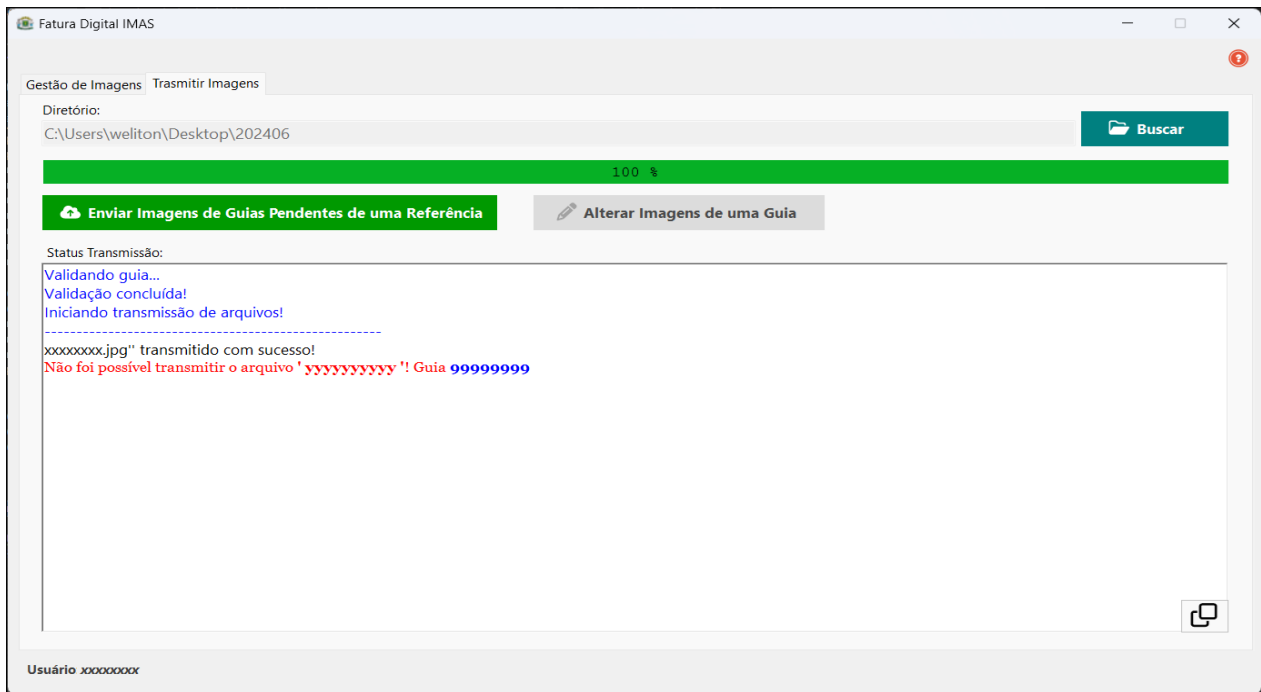 Fatura Digital IMAS
Gestão de Imagens Trasmitir Imagens
Diretório:
C:\Users\weliton\Desktop\202406
Buscar
100 %
Enviar Imagens de Guias Pendentes de uma Referência
Alterar Imagens de uma Guia
Status Transmissão:
Validando guia...
Validação concluída!
Iniciando transmissão de arquivos!
-----------------------------------------------------
xxxxxxxx.jpg" transmitido com sucesso!
Não foi possível transmitir o arquivo ' yyyyyyyyyy '! Guia 99999999
Usuário xxxxxxxx